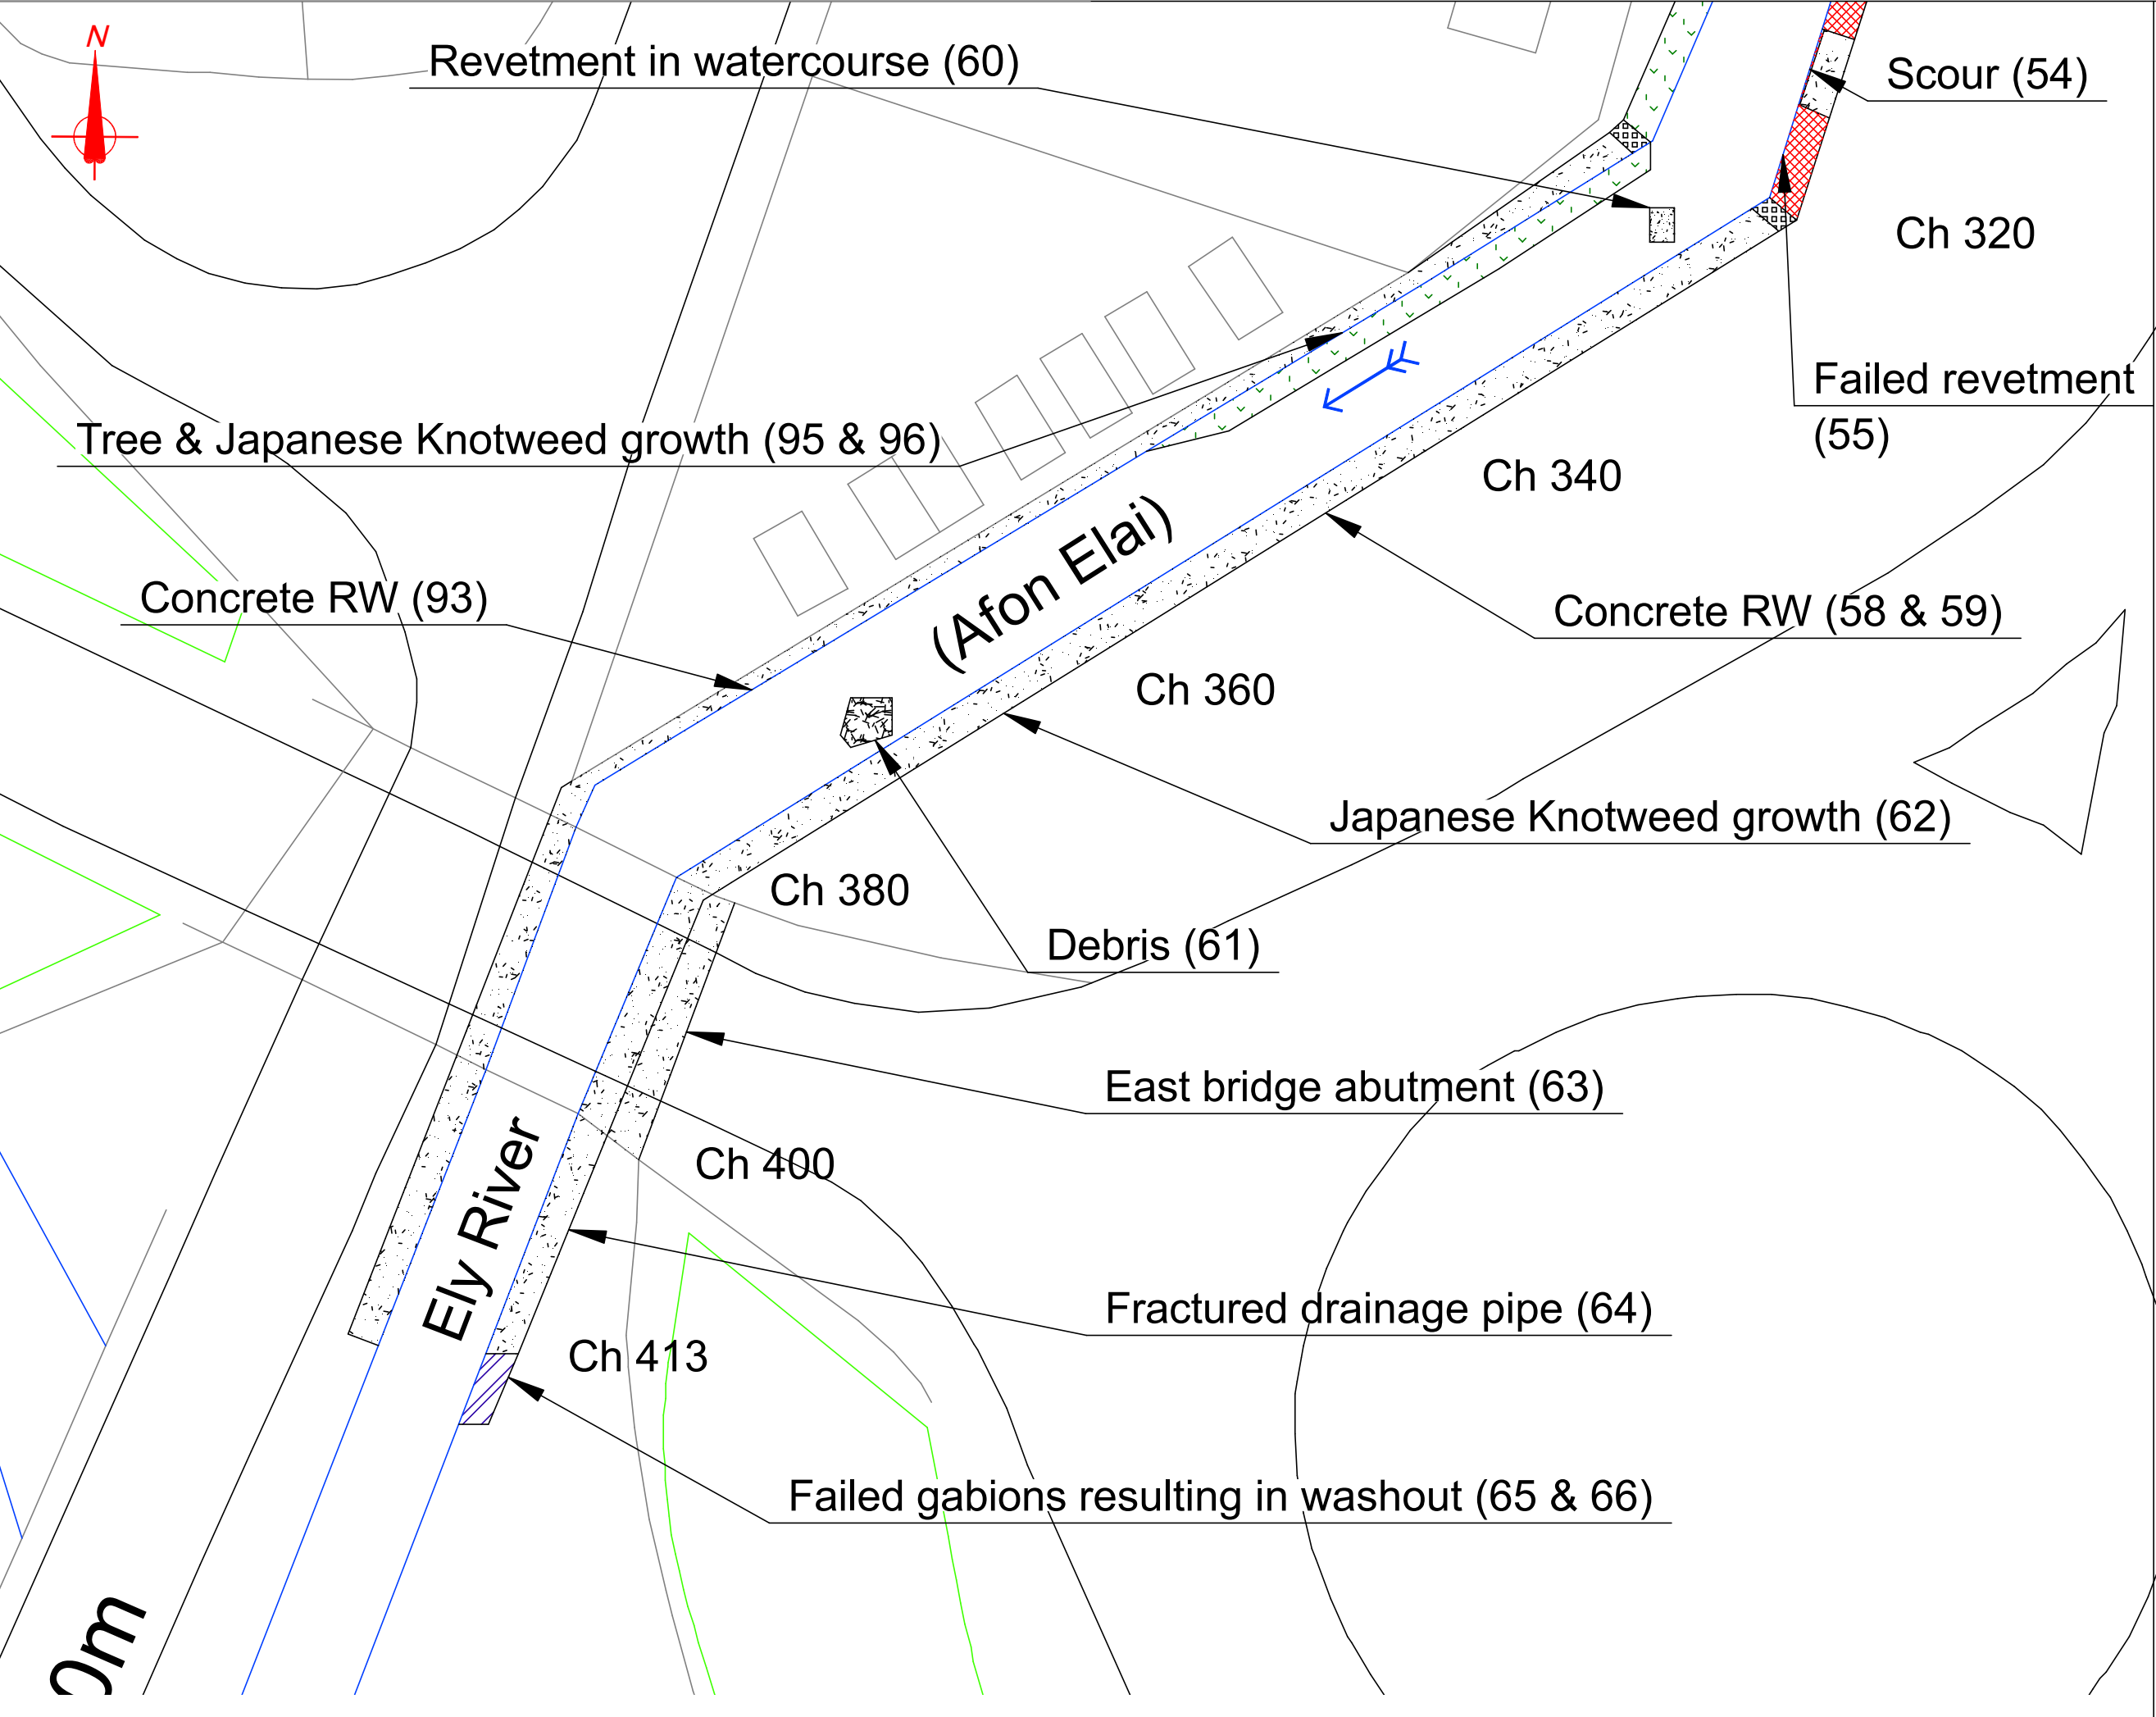 N
Revetment in watercourse (60)
Scour (54)
Ch 320
Failed revetment
(55)
Tree & Japanese Knotweed growth (95 & 96)
Ch 340
(Afon Elai)
Concrete RW (93)
Concrete RW (58 & 59)
Ch 360
Japanese Knotweed growth (62)
Ch 380
Debris (61)
East bridge abutment (63)
Ch 400
Ely River
Fractured drainage pipe (64)
Ch 413
Failed gabions resulting in washout (65 & 66)
0m